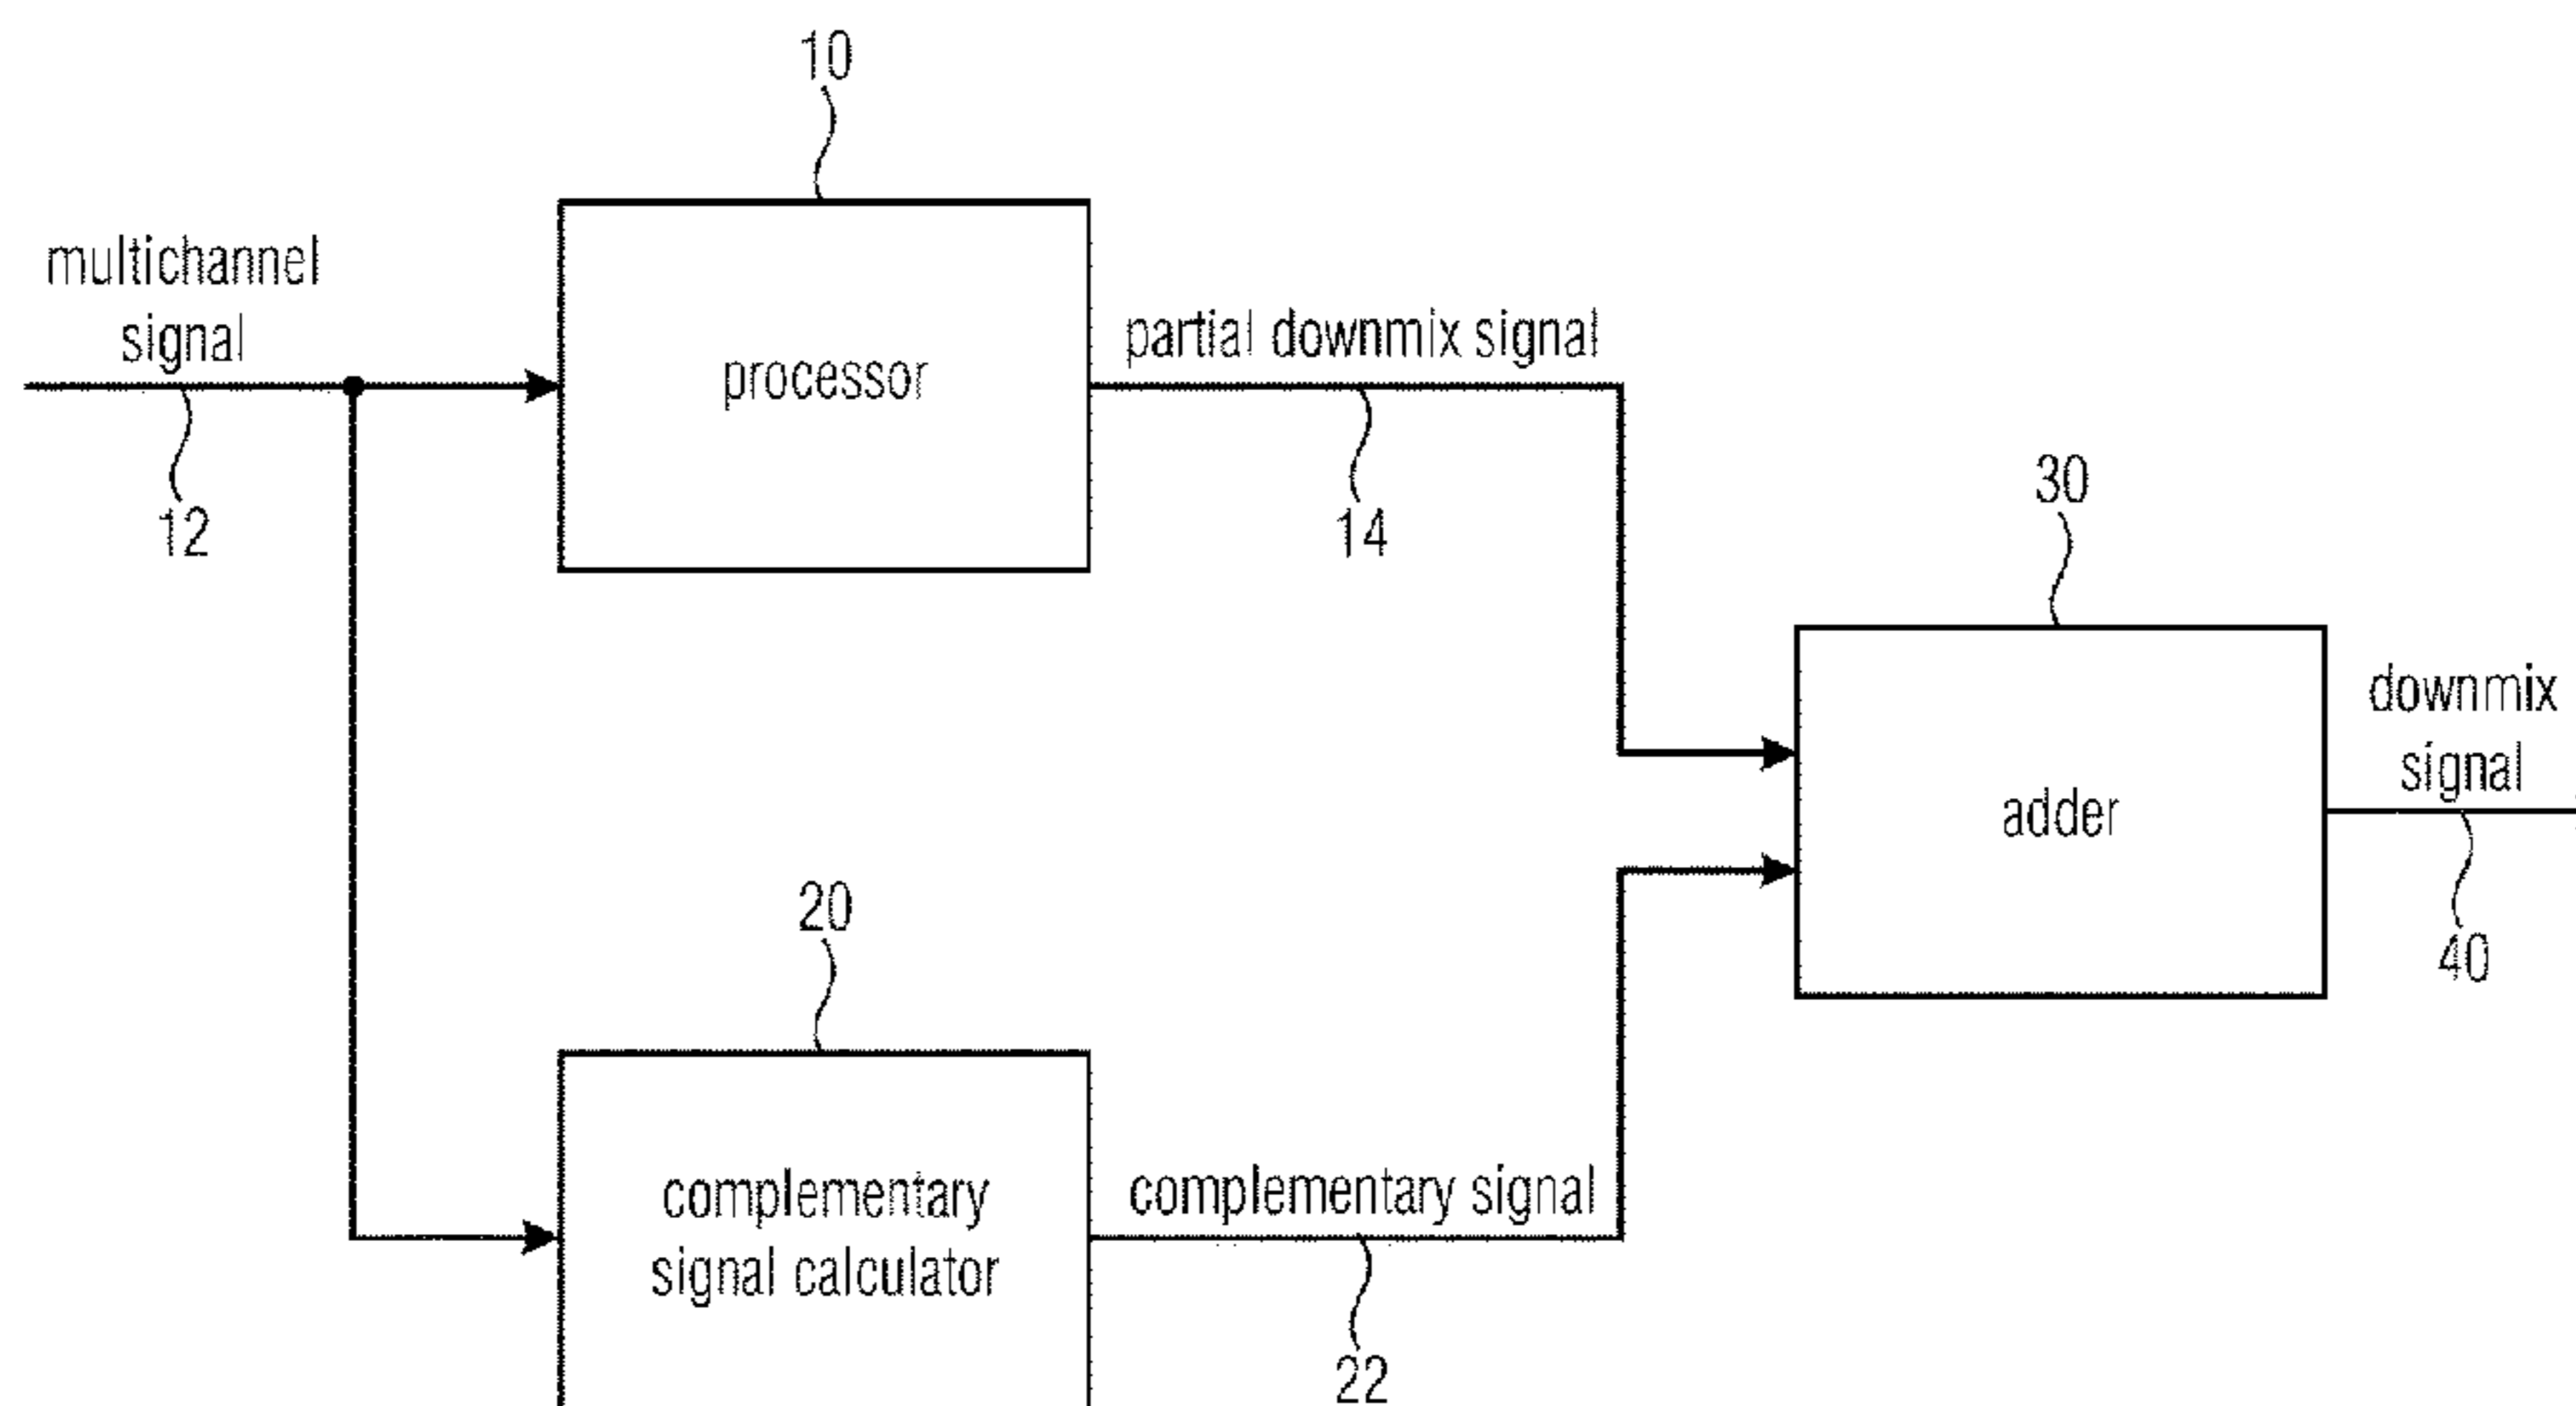 10
multichannel
signal
12
processor
partial downmix signal
14
30
adder
downmix
signal
40
20
complementary
signal calculator
complementary signal
22